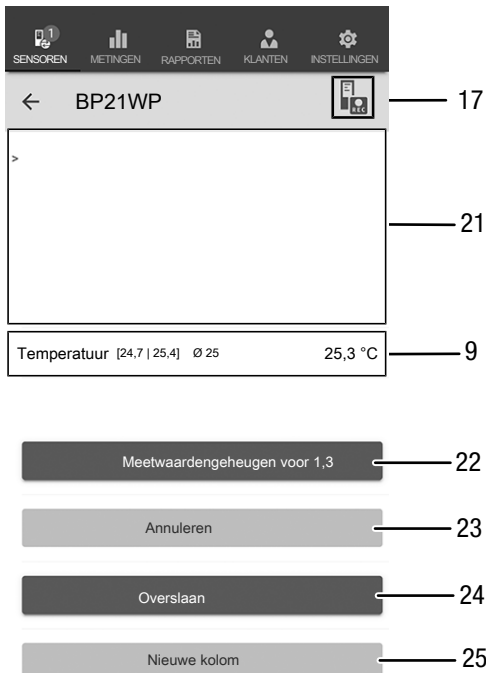 1
SENSOREN METINGEN RAPPORTEN KLANTEN INSTELLINGEN
← BP21WP REC 17
>
21
Temperatuur [24,7 | 25,4] Ø 25 25,3 °C 9
Meetwaardengeheugen voor 1,3 22
Annuleren 23
Overslaan 24
Nieuwe kolom 25